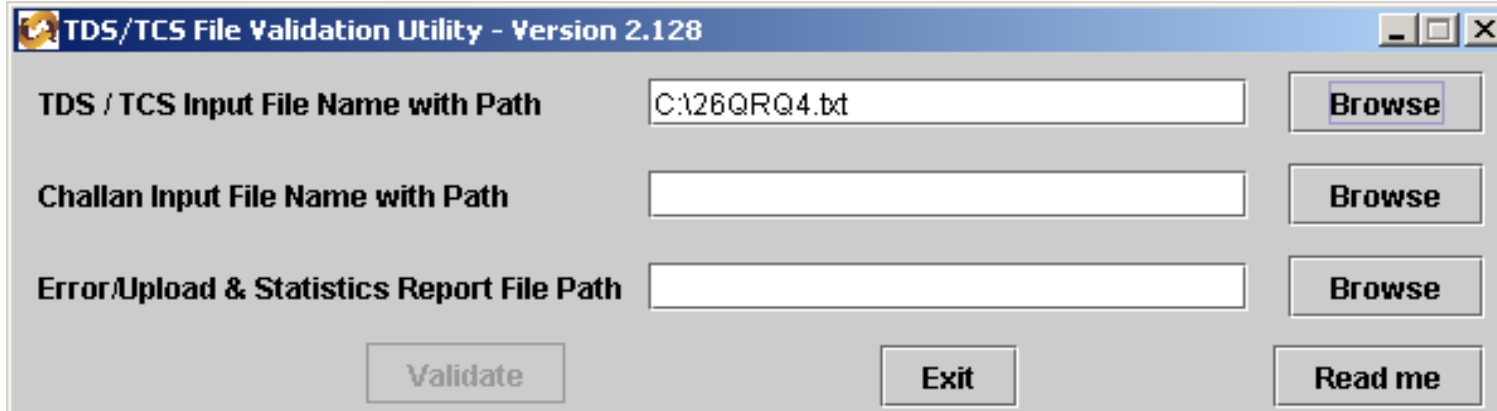 TDS/TCS File Validation Utility - Version 2.128
TDS / TCS Input File Name with Path C:\26QRQ4.txt Browse
Challan Input File Name with Path Browse
Error/Upload & Statistics Report File Path Browse
Validate Exit Read me